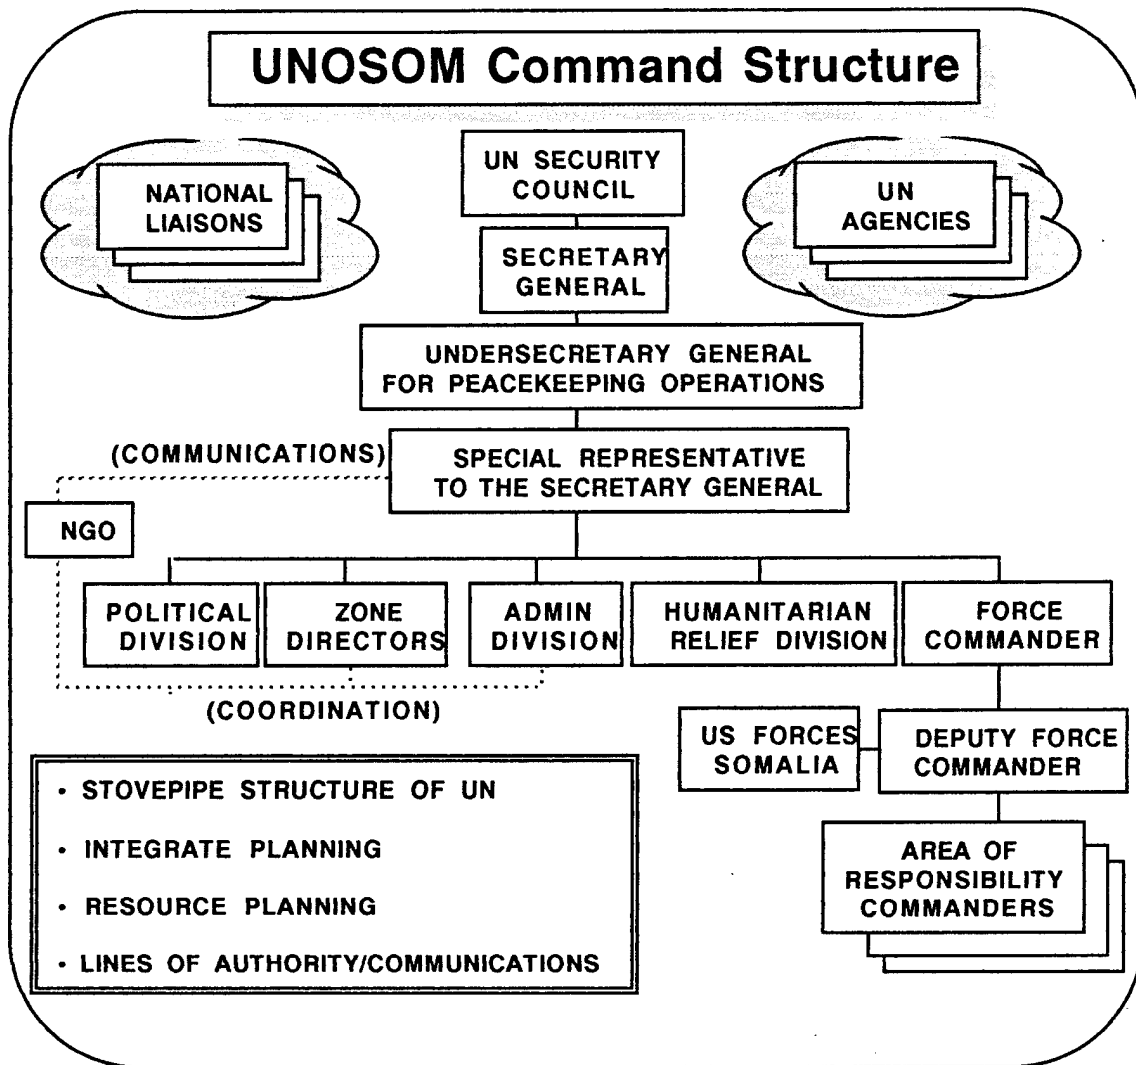 UNOSOM Command Structure
NATIONAL
LIAISONS
UN SECURITY
COUNCIL
UN
AGENCIES
SECRETARY
GENERAL
UNDERSECRETARY GENERAL
FOR PEACEKEEPING OPERATIONS
(COMMUNICATIONS)
SPECIAL REPRESENTATIVE
TO THE SECRETARY GENERAL
NGO
POLITICAL
DIVISION
ZONE
DIRECTORS
ADMIN
DIVISION
HUMANITARIAN
RELIEF DIVISION
FORCE
COMMANDER
(COORDINATION)
US FORCES
SOMALIA
DEPUTY FORCE
COMMANDER
• STOVEPIPE STRUCTURE OF UN
• INTEGRATE PLANNING
• RESOURCE PLANNING
• LINES OF AUTHORITY/COMMUNICATIONS
AREA OF
RESPONSIBILITY
COMMANDERS